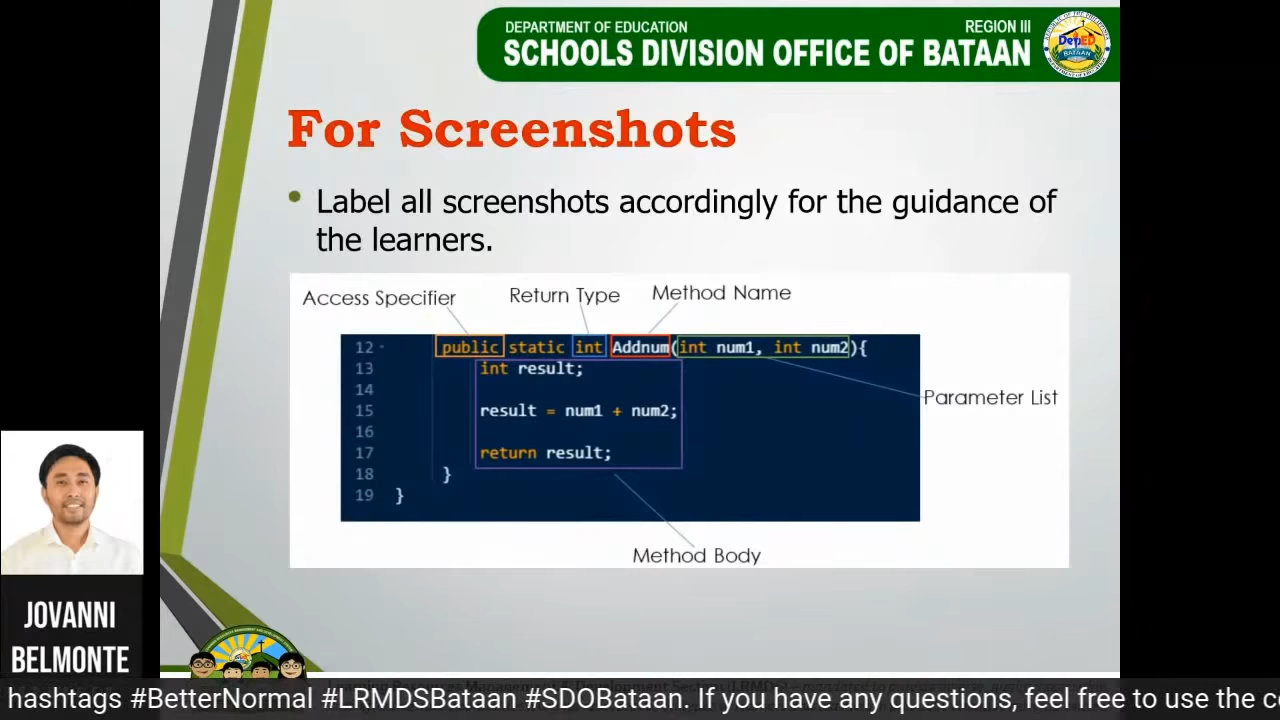 DEPARTMENT OF EDUCATION
REGION III
SCHOOLS DIVISION OFFICE OF BATAAN
DepED
BATAAN
For Screenshots
• Label all screenshots accordingly for the guidance of
the learners.
Access Specifier
Return Type
Method Name
12 public static int Addnum(int num1, int num2){
13 int result;
14
15 result = num1 + num2;
16
17 return result;
18 }
19 }
Parameter List
Method Body
JOVANNI
BELMONTE
hashtags #BetterNormal #LRMDSBataan #SDOBataan. If you have any questions, feel free to use the c